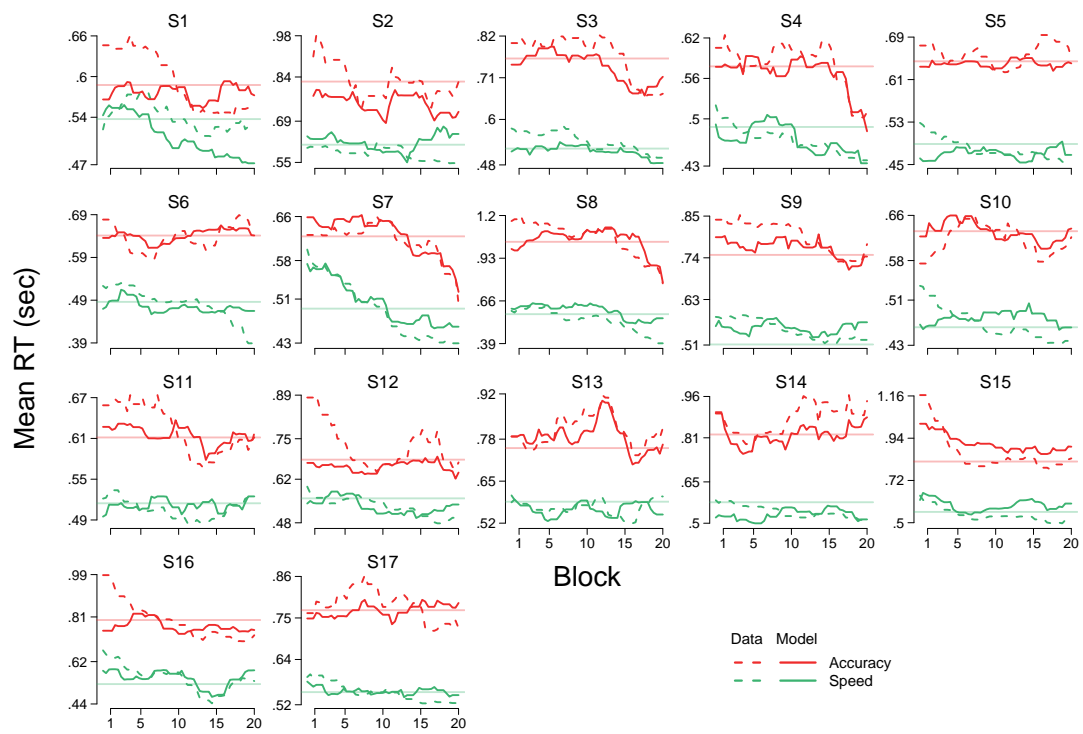 S1 S2 S3 S4 S5
.66 .98 .82 .62 .69
.6 .84 .71 .56 .61
.54 .69 .6 .5 .53
.47 .55 .48 .43 .45
S6 S7 S8 S9 S10
.69 .66 1.2 .85 .66
.59 .58 .93 .74 .58
.49 .51 .66 .63 .51
.39 .43 .39 .51 .43
Mean RT (sec)
S11 S12 S13 S14 S15
.67 .89 .92 .96 1.16
.61 .75 .78 .81 .94
.55 .62 .65 .65 .72
.49 .48 .52 .5 .5
1 5 10 15 20 1 5 10 15 20 1 5 10 15 20
S16 S17
.99 .86
.81 .75
.62 .64
.44 .52
1 5 10 15 20 1 5 10 15 20
Block
Data Model
Accuracy
Speed